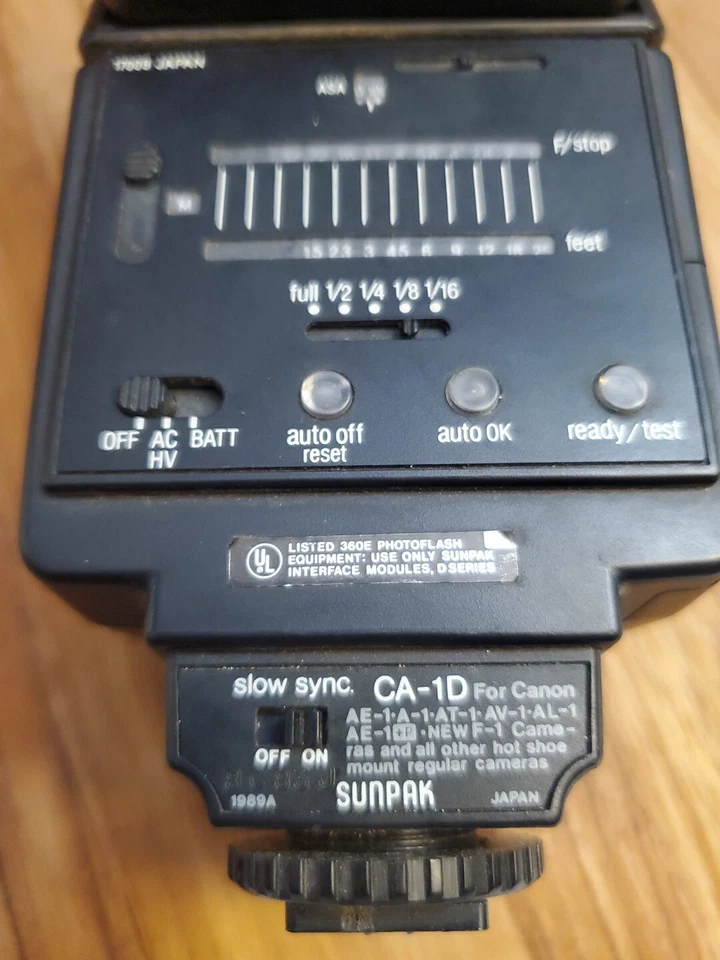 JAPAN
ASA
F/stop
M
1.5 2.3 3 4.5 6 9 12 18 feet
full 1/2 1/4 1/8 1/16
OFF AC BATT
HV
auto off
reset
auto OK
ready/test
UL
LISTED 360E PHOTOFLASH
EQUIPMENT: USE ONLY SUNPAK
INTERFACE MODULES, D SERIES
slow sync.
OFF ON
CA-1D For Canon
AE-1·A-1·AT-1·AV-1·AL-1
AE-1+P·NEW F-1 Came-
ras and all other hot shoe
mount regular cameras
1989A
SUNPAK
JAPAN